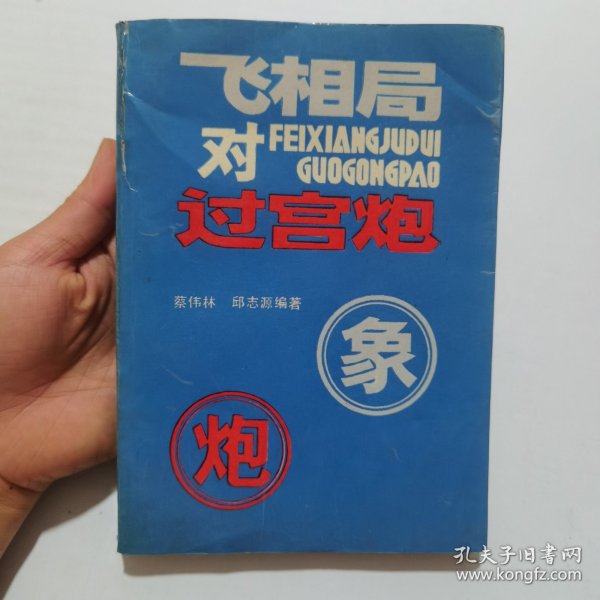 飞相局
对 FEIXIANGJUDUI
GUOGONGPAO
过宫炮
蔡伟林 邱志源编著
象
炮
孔夫子旧书网
www.kongfz.com